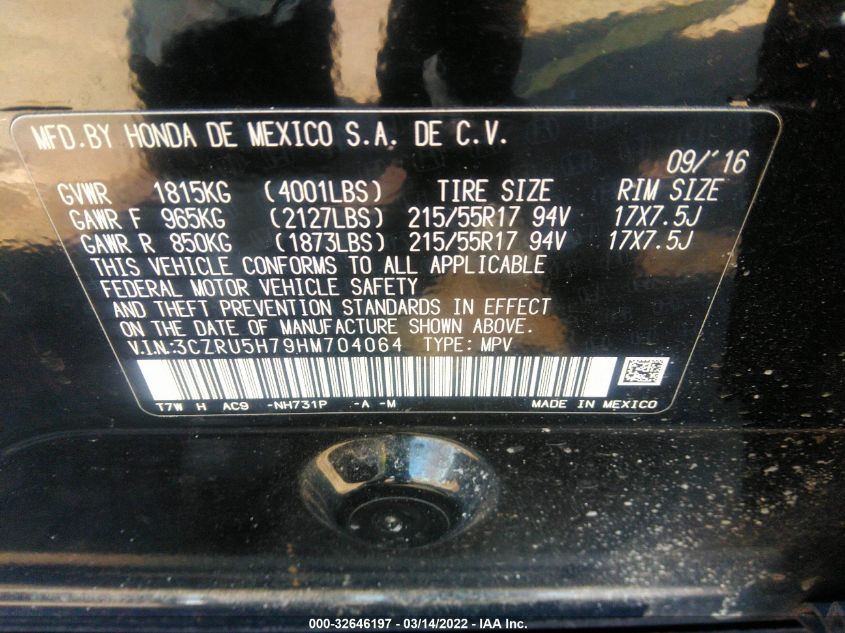 MFD.BY HONDA DE MEXICO S.A. DE C.V.
09/'16
GVWR 1815KG (4001LBS) TIRE SIZE RIM SIZE
GAWR F 965KG (2127LBS) 215/55R17 94V 17X7.5J
GAWR R 850KG (1873LBS) 215/55R17 94V 17X7.5J
THIS VEHICLE CONFORMS TO ALL APPLICABLE
FEDERAL MOTOR VEHICLE SAFETY
AND THEFT PREVENTION STANDARDS IN EFFECT
ON THE DATE OF MANUFACTURE SHOWN ABOVE.
V.I.N:3CZRU5H79HM704064 TYPE: MPV
T7W H AC9 -NH731P -A -M MADE IN MEXICO
000-32646197 - 03/14/2022 - IAA Inc.